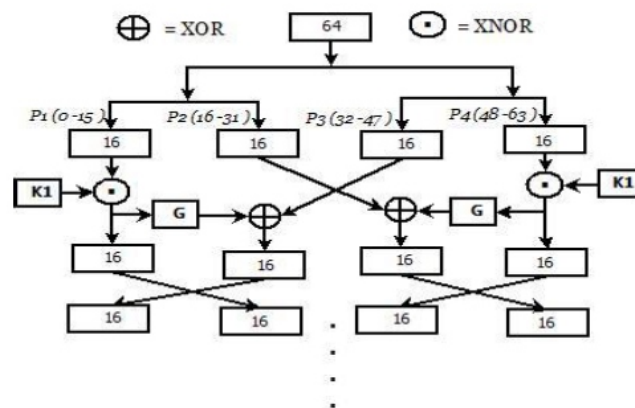 = XOR
64
= XNOR
P1(0-15)
P2(16-31)
P3(32-47)
P4(48-63)
16
16
16
16
K1
K1
G
G
16
16
16
16
16
16
16
16